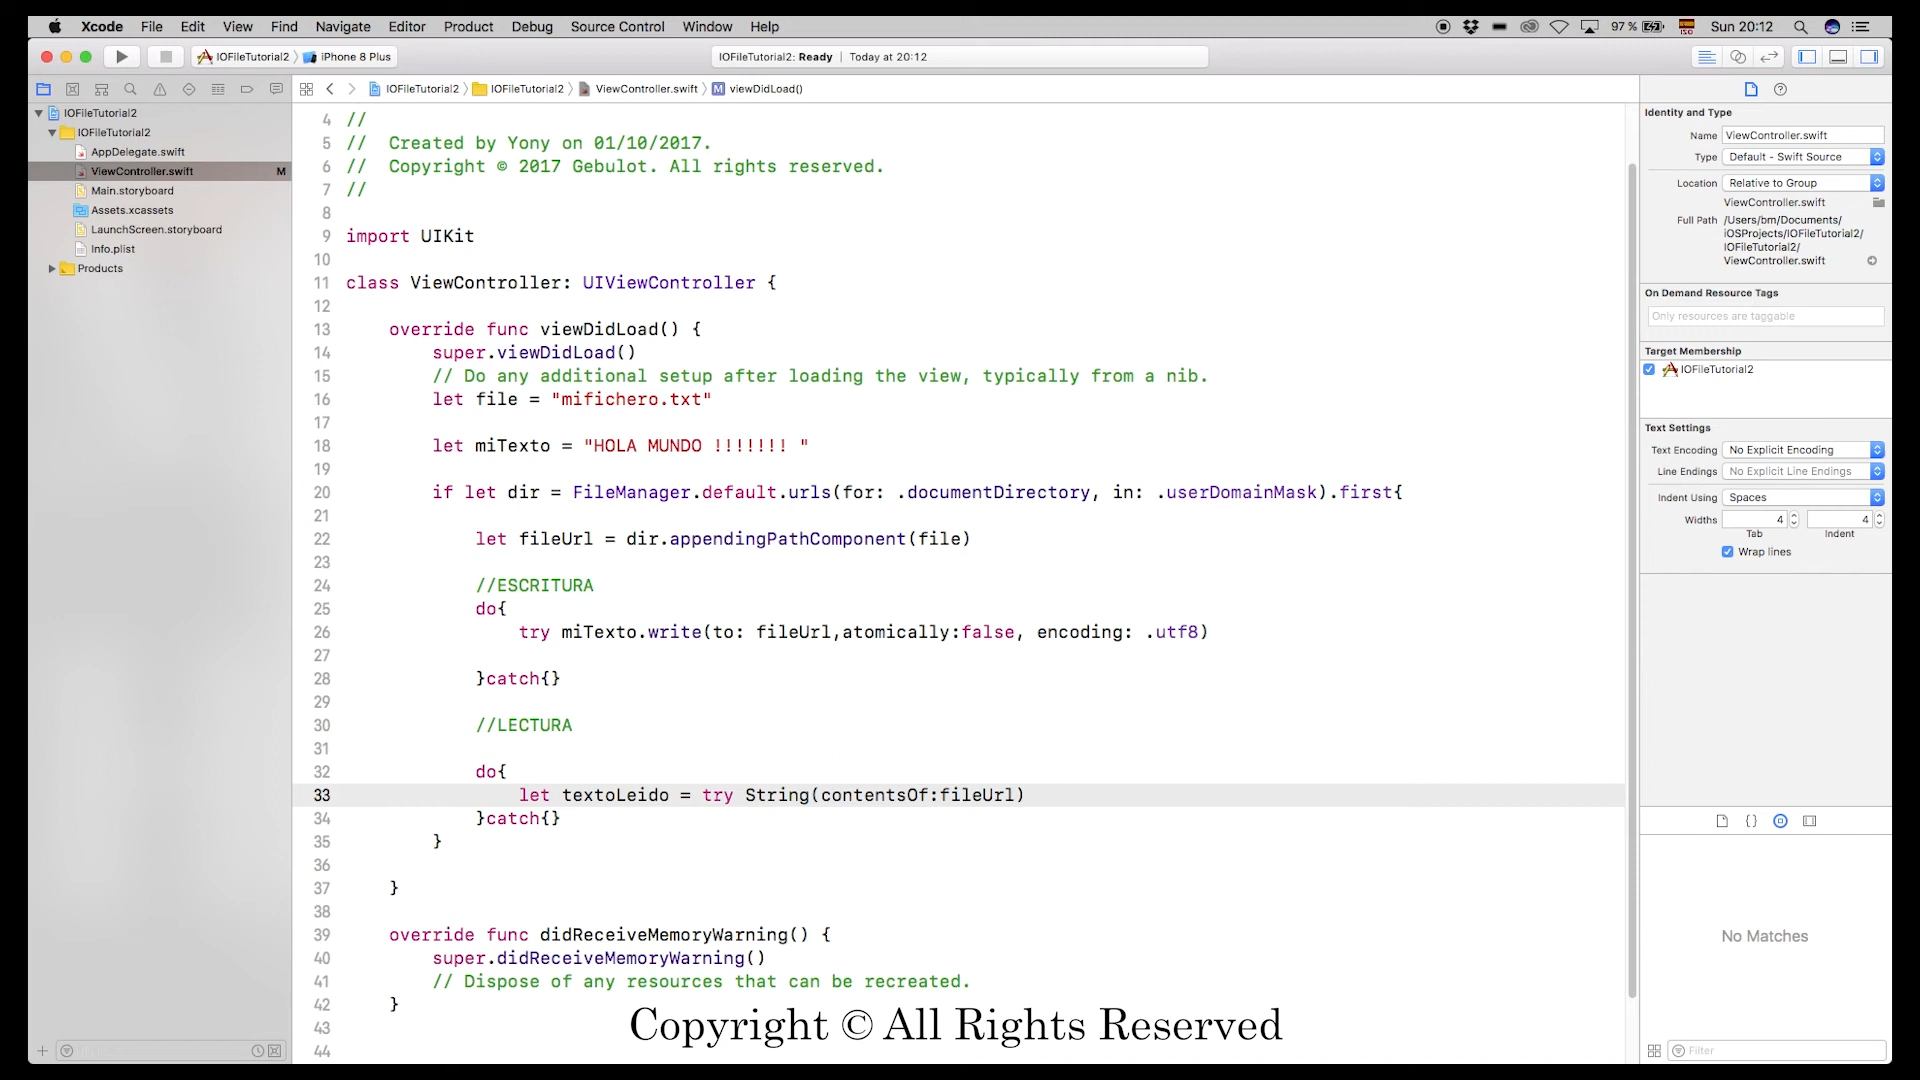 Xcode File Edit View Find Navigate Editor Product Debug Source Control Window Help 97 % Sun 20:12
IOFileTutorial2 iPhone 8 Plus IOFileTutorial2: Ready | Today at 20:12
IOFileTutorial2 IOFileTutorial2 ViewController.swift M viewDidLoad()
IOFileTutorial2
IOFileTutorial2
AppDelegate.swift
ViewController.swift M
Main.storyboard
Assets.xcassets
LaunchScreen.storyboard
Info.plist
Products
4 //
5 //  Created by Yony on 01/10/2017.
6 //  Copyright © 2017 Gebulot. All rights reserved.
7 //
8
9 import UIKit
10
11 class ViewController: UIViewController {
12
13     override func viewDidLoad() {
14         super.viewDidLoad()
15         // Do any additional setup after loading the view, typically from a nib.
16         let file = "mifichero.txt"
17
18         let miTexto = "HOLA MUNDO !!!!!!! "
19
20         if let dir = FileManager.default.urls(for: .documentDirectory, in: .userDomainMask).first{
21
22             let fileUrl = dir.appendingPathComponent(file)
23
24             //ESCRITURA
25             do{
26                 try miTexto.write(to: fileUrl,atomically:false, encoding: .utf8)
27
28             }catch{}
29
30             //LECTURA
31
32             do{
33                 let textoLeido = try String(contentsOf:fileUrl)
34             }catch{}
35         }
36
37     }
38
39     override func didReceiveMemoryWarning() {
40         super.didReceiveMemoryWarning()
41         // Dispose of any resources that can be recreated.
42     }
43
44
Copyright © All Rights Reserved
Identity and Type
Name ViewController.swift
Type Default - Swift Source
Location Relative to Group
ViewController.swift
Full Path /Users/bm/Documents/
iOSProjects/IOFileTutorial2/
IOFileTutorial2/
ViewController.swift
On Demand Resource Tags
Only resources are taggable
Target Membership
IOFileTutorial2
Text Settings
Text Encoding No Explicit Encoding
Line Endings No Explicit Line Endings
Indent Using Spaces
Widths 4 4
Tab Indent
Wrap lines
{ }
No Matches
Filter